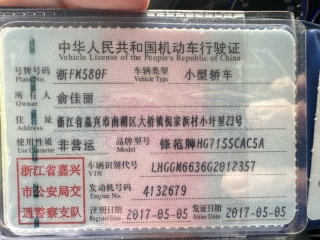 中华人民共和国机动车行驶证
Vehicle License of the People's Republic of China
号牌号码 浙FM580F 车辆类型 小型轿车
Plate No. Vehicle Type
所有人 俞佳丽
Owner
住址 浙江省嘉兴市南湖区大桥镇倪家新村小圩里23号
Address
使用性质 非营运 品牌型号 锋范牌HG7155CAC5A
Use Character Model
浙江省嘉兴
市公安局交
通警察支队
车辆识别代号 LHGGM6636G2012357
VIN
发动机号码 4132679
Engine No.
注册日期 2017-05-05 发证日期 2017-05-05
Register Date Issue Date